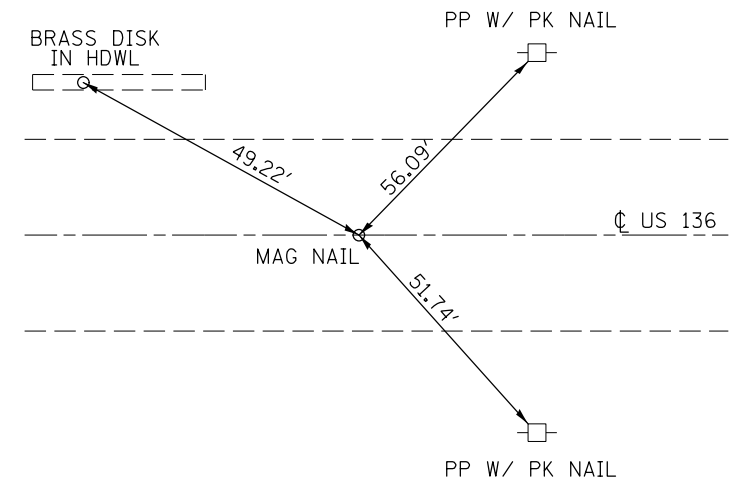 PP W/ PK NAIL
BRASS DISK
IN HDWL
49.22'
56.09'
℄ US 136
MAG NAIL
51.74'
PP W/ PK NAIL